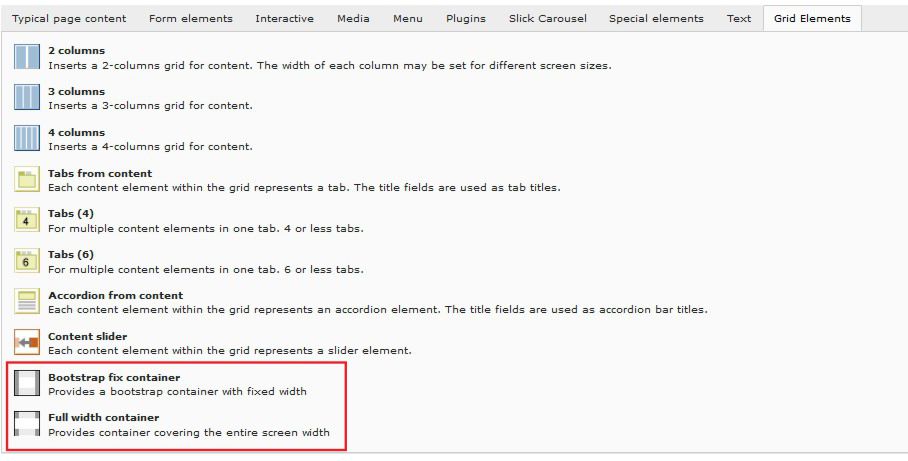 Typical page content Form elements Interactive Media Menu Plugins Slick Carousel Special elements Text Grid Elements
2 columns
Inserts a 2-columns grid for content. The width of each column may be set for different screen sizes.
3 columns
Inserts a 3-columns grid for content.
4 columns
Inserts a 4-columns grid for content.
Tabs from content
Each content element within the grid represents a tab. The title fields are used as tab titles.
4
Tabs (4)
For multiple content elements in one tab. 4 or less tabs.
6
Tabs (6)
For multiple content elements in one tab. 6 or less tabs.
Accordion from content
Each content element within the grid represents an accordion element. The title fields are used as accordion bar titles.
Content slider
Each content element within the grid represents a slider element.
Bootstrap fix container
Provides a bootstrap container with fixed width
Full width container
Provides container covering the entire screen width